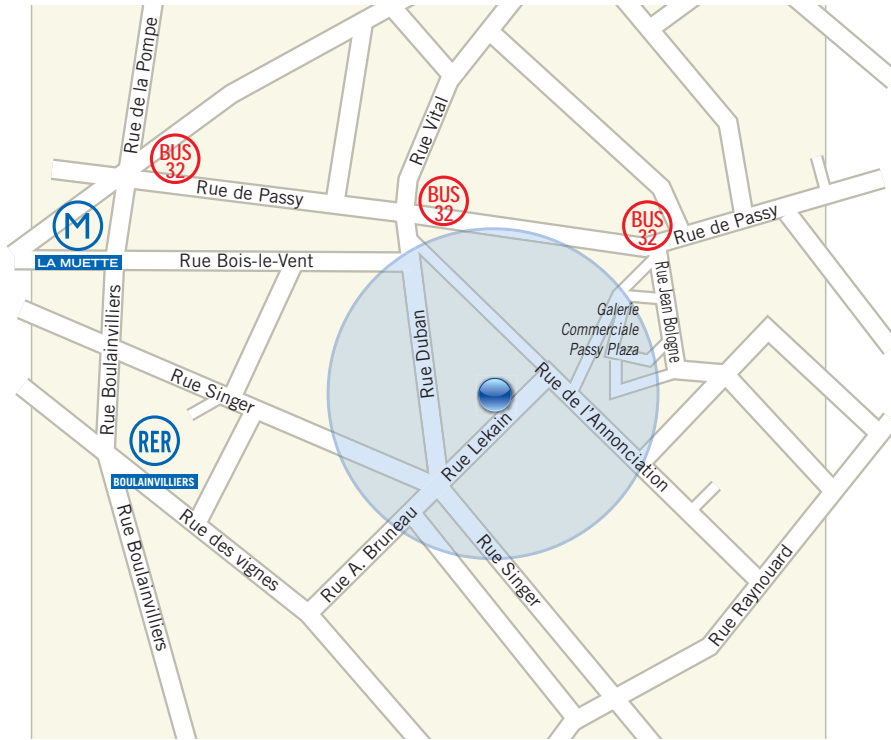 Rue de la Pompe
Rue Vital
BUS
32
Rue de Passy
BUS
32
BUS
32
Rue de Passy
M
LA MUETTE
Rue Bois-le-Vent
Rue Jean Bologne
Galerie
Commerciale
Passy Plaza
Rue Boulainvilliers
Rue Duban
Rue Singer
Rue de l'Annonciation
Rue Lekain
RER
BOULAINVILLIERS
Rue Boulainvilliers
Rue des vignes
Rue A. Bruneau
Rue Singer
Rue Raynouard